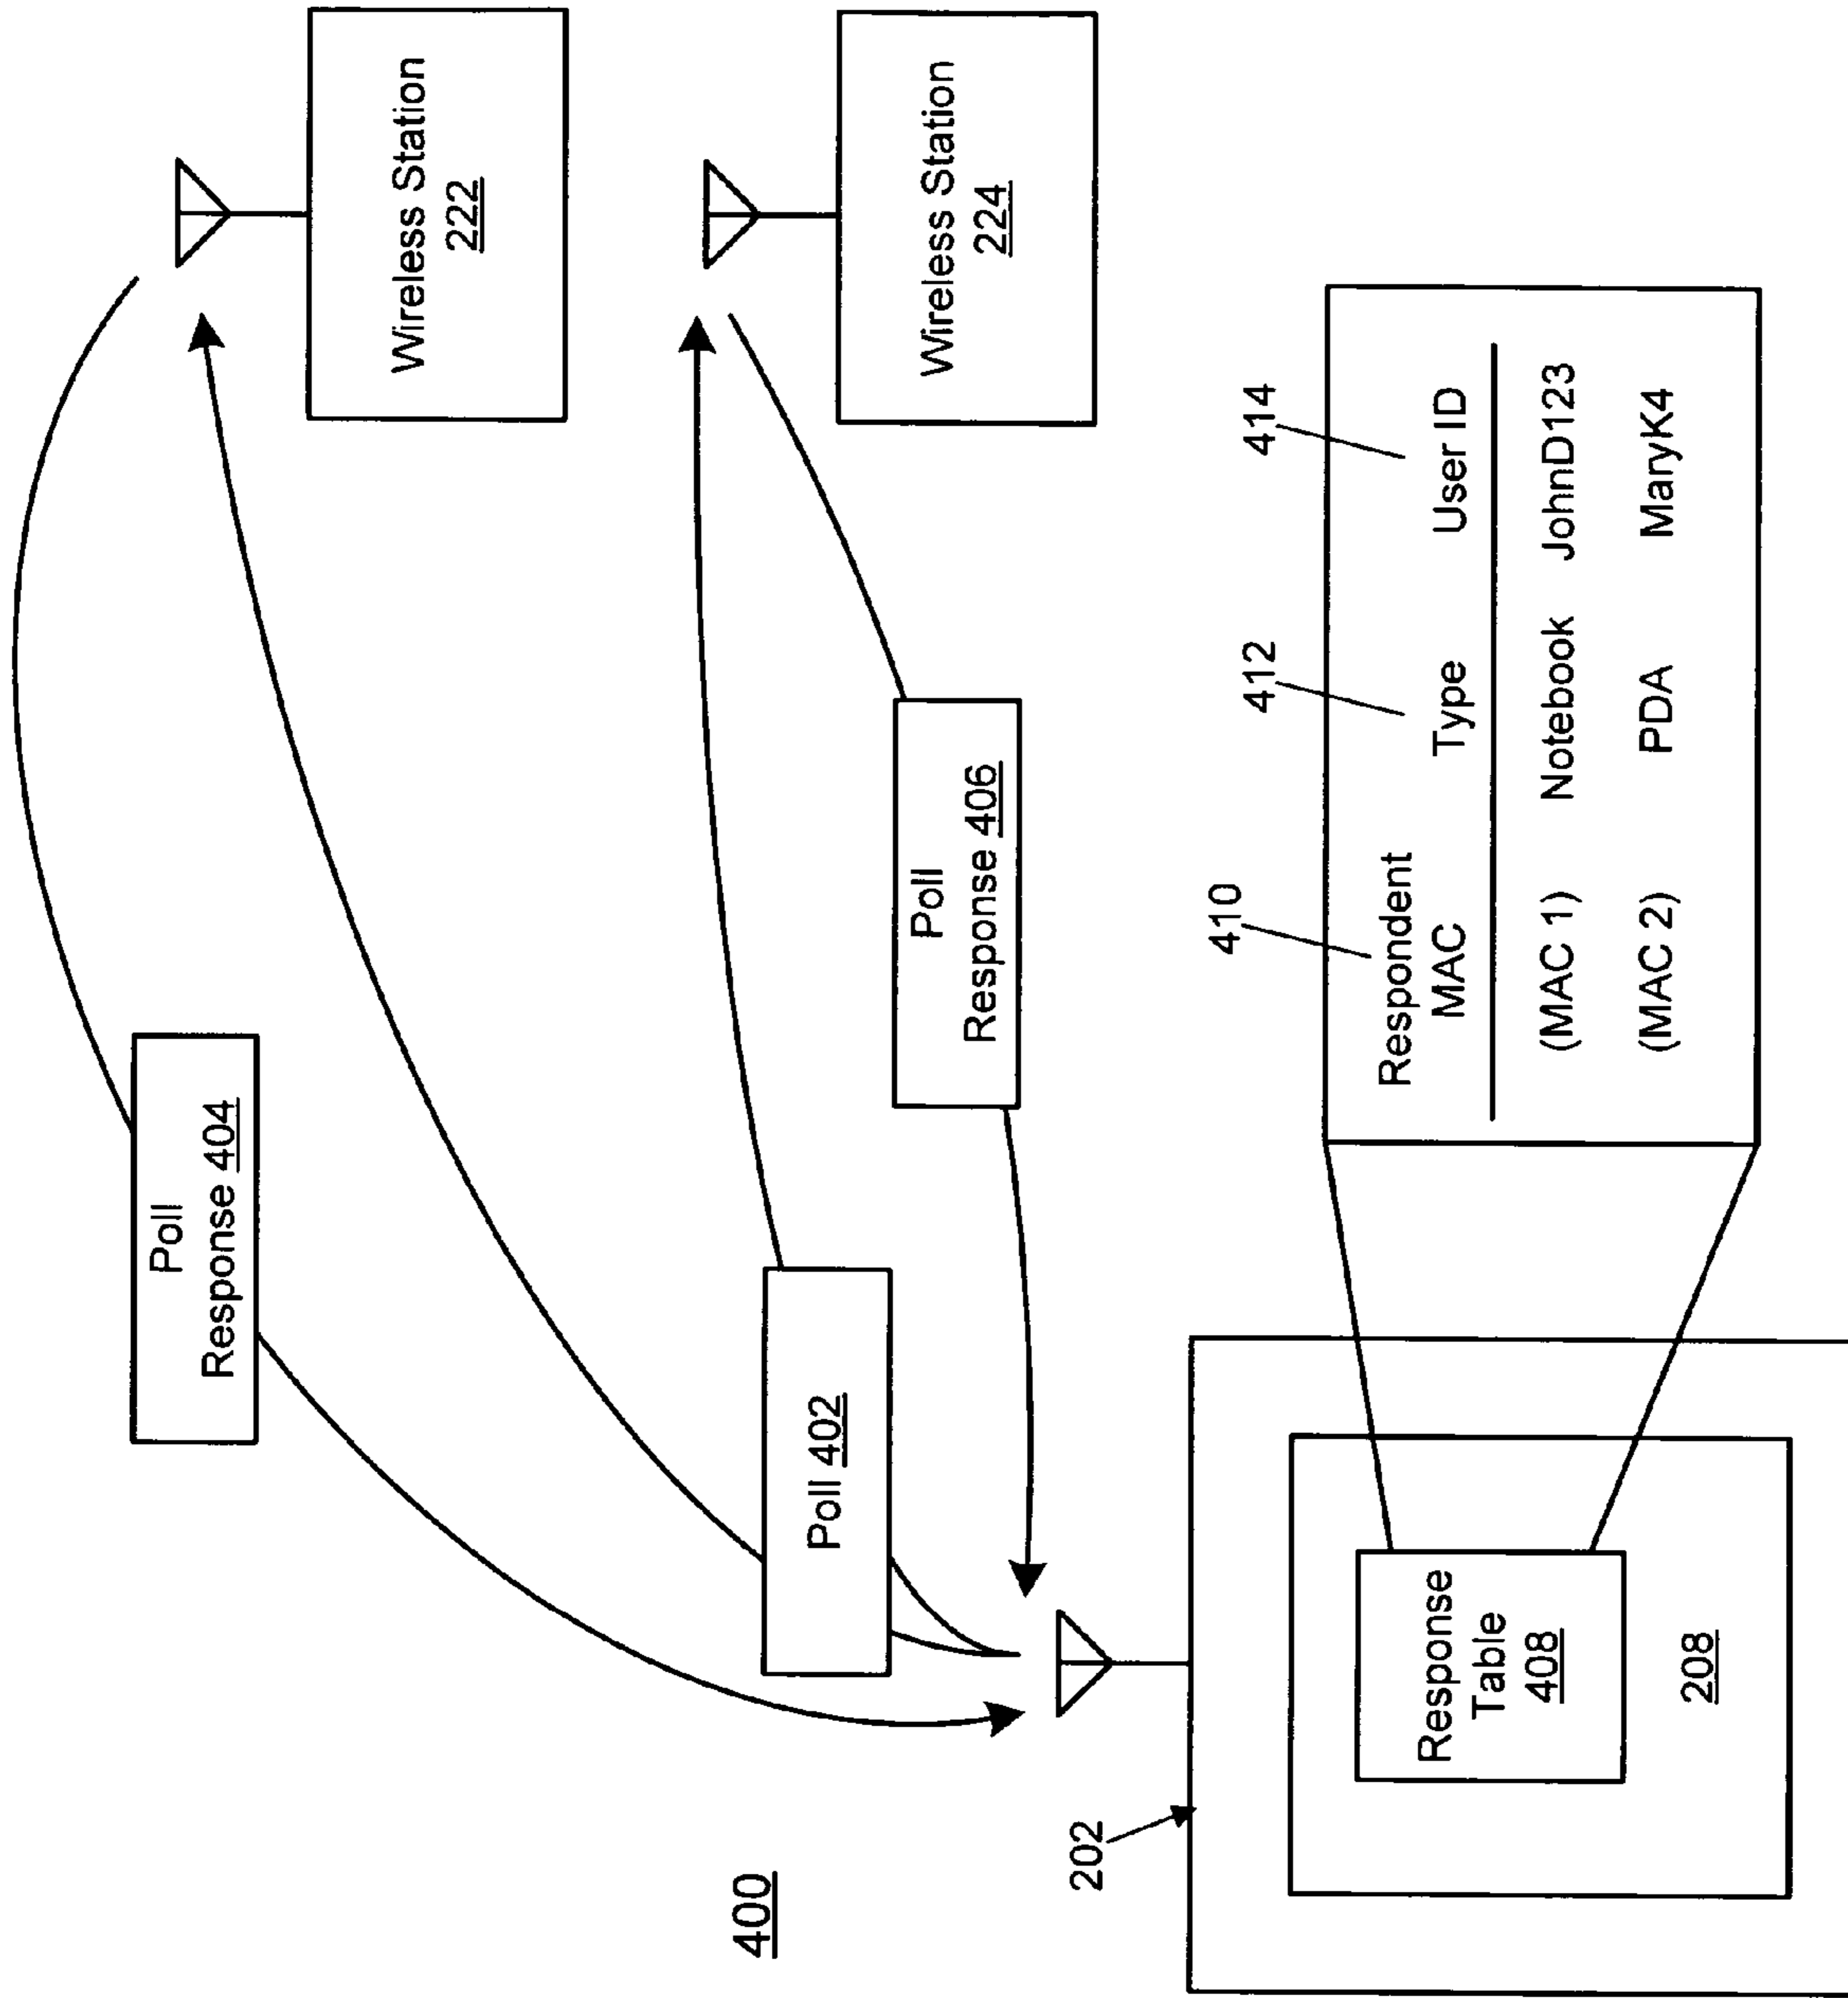 400
Poll
Response 404
Wireless Station
222
Poll 402
Wireless Station
224
Poll
Response 406
202
Response
Table
408
208
410
412
414
Respondent
MAC Type User ID
(MAC 1) Notebook JohnD123
(MAC 2) PDA MaryK4